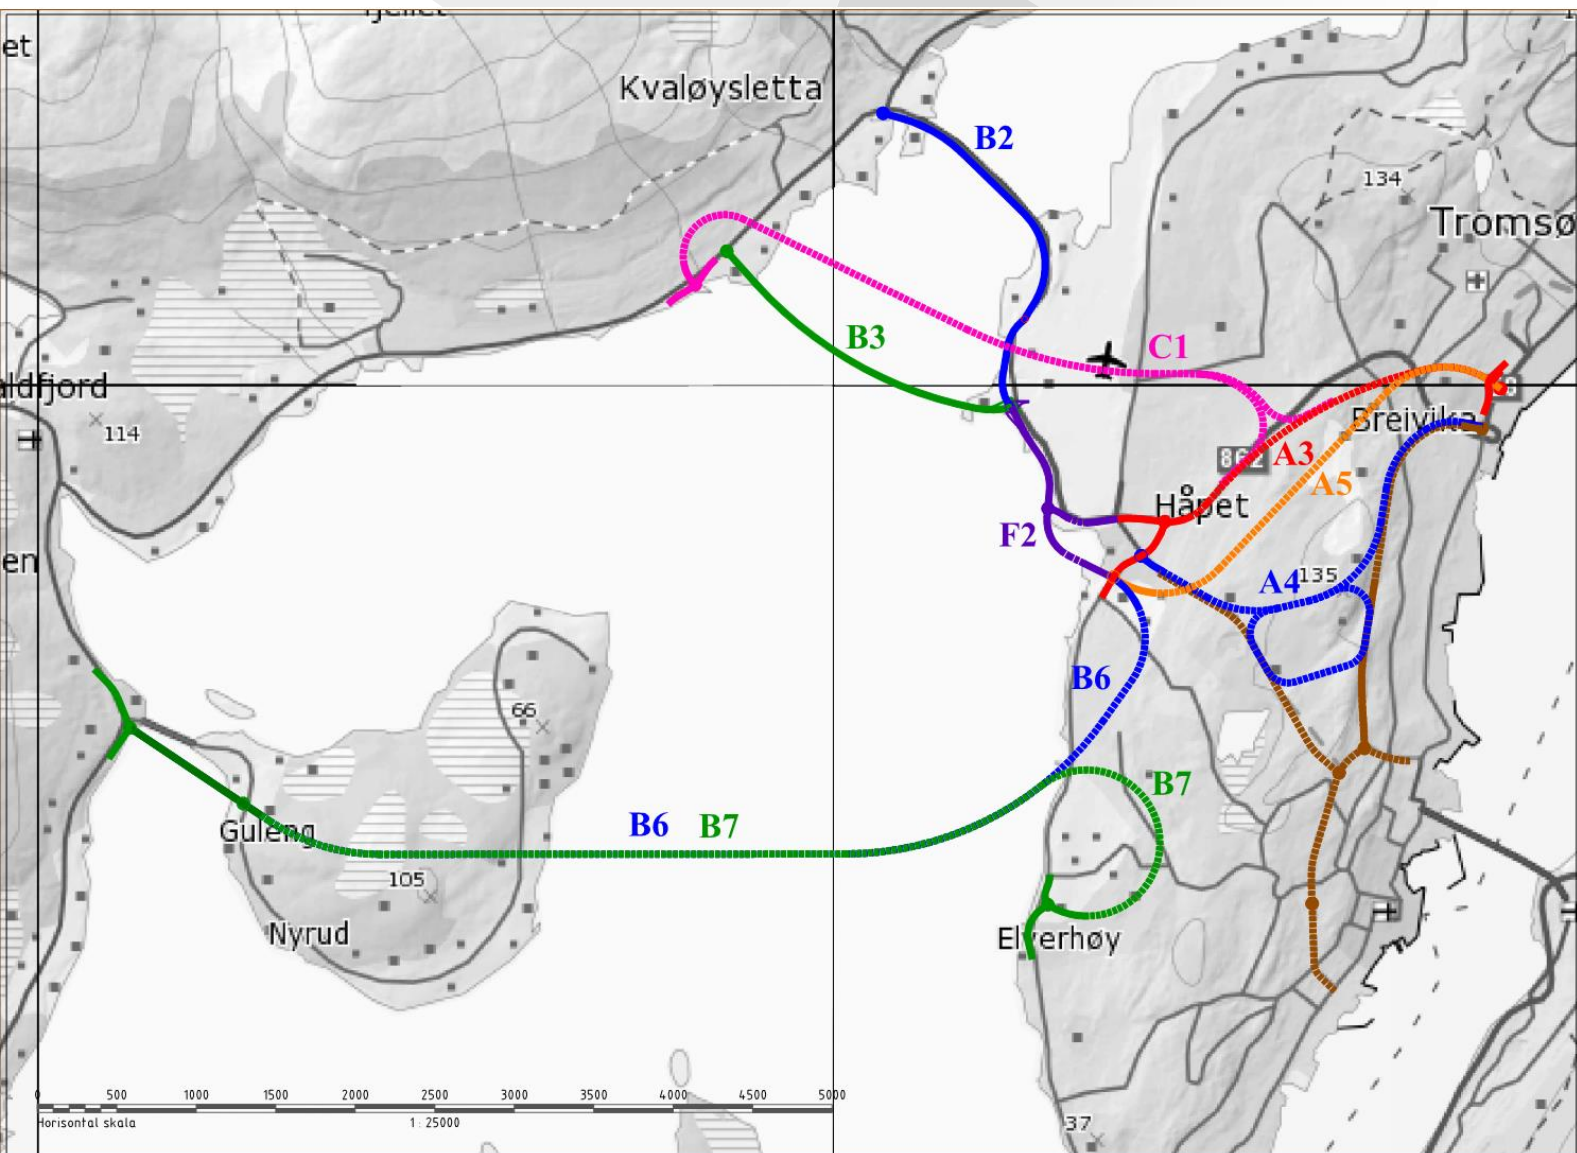 et
Kvaløysletta
B2
134
Tromsø
B3
C1
aldfjord
114
Breivika
862
A3
A5
Håpet
F2
en
A4
135
B6
66
B7
B6 B7
Guleng
105
Nyrud
Elverhøy
0 500 1000 1500 2000 2500 3000 3500 4000 4500 5000
Horisontal skala 1:25000
37